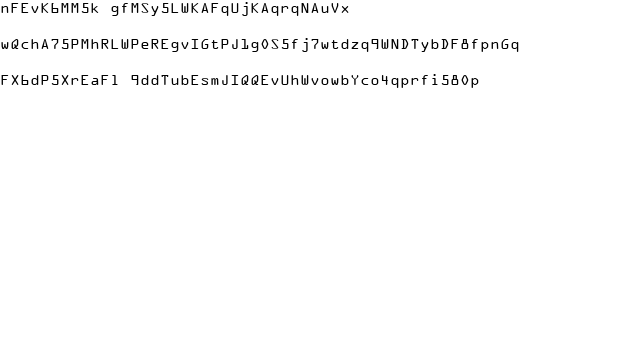 nFEvK6MM5k gfMSy5LWKAFqUjKAqrqNAuVx
wQchA75PMhRLWPeREgvIGtPJ1g0S5fj7wtdzq9WNDTybDF8fpnGq
FX6dP5XrEaFl 9ddTubEsmJIQQEvUhWvowbYco4qprfi580p